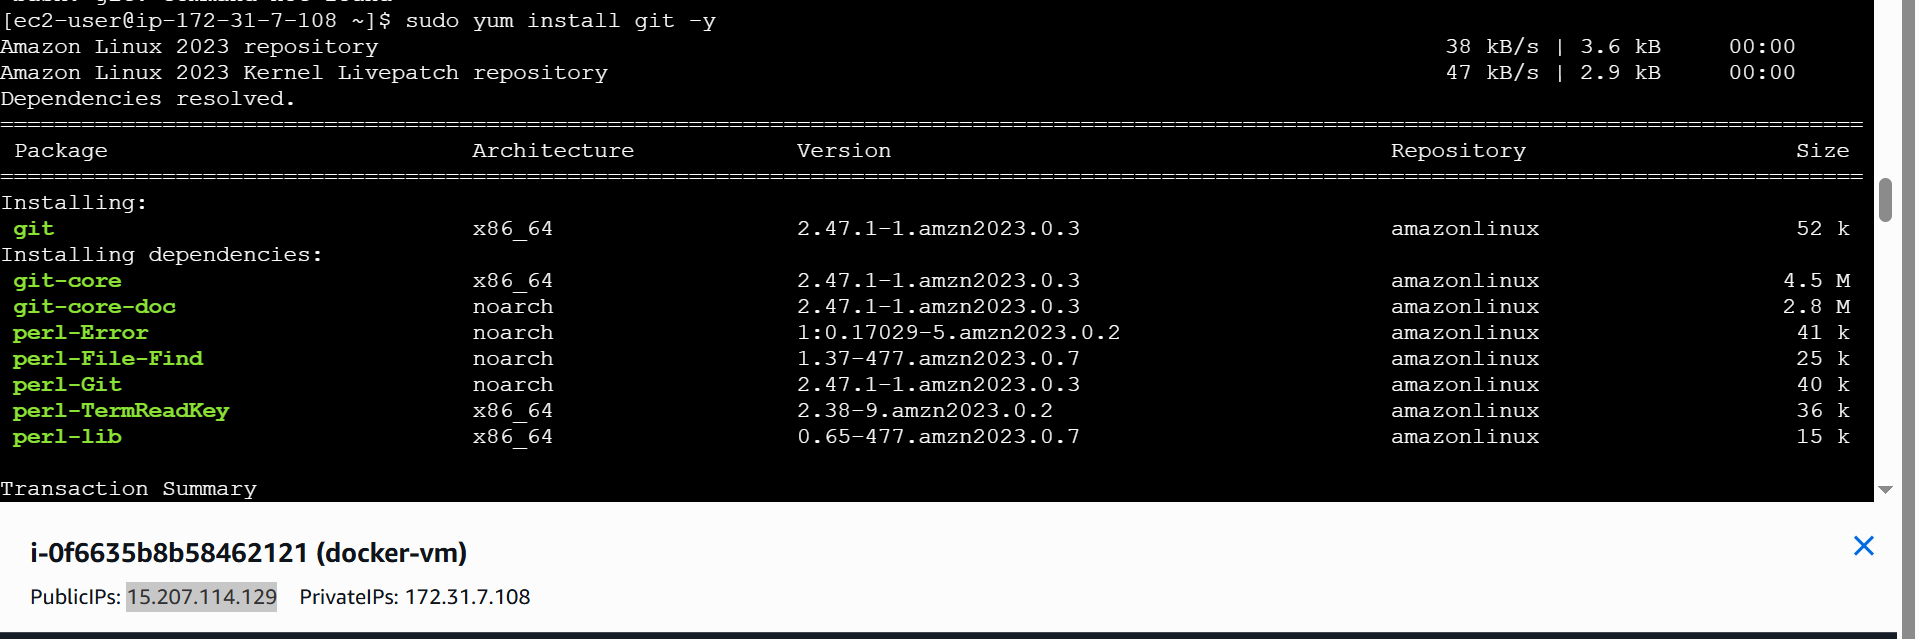 [ec2-user@ip-172-31-7-108 ~]$ sudo yum install git -y
Amazon Linux 2023 repository 38 kB/s | 3.6 kB 00:00
Amazon Linux 2023 Kernel Livepatch repository 47 kB/s | 2.9 kB 00:00
Dependencies resolved.
Package Architecture Version Repository Size
Installing:
git x86_64 2.47.1-1.amzn2023.0.3 amazonlinux 52 k
Installing dependencies:
git-core x86_64 2.47.1-1.amzn2023.0.3 amazonlinux 4.5 M
git-core-doc noarch 2.47.1-1.amzn2023.0.3 amazonlinux 2.8 M
perl-Error noarch 1:0.17029-5.amzn2023.0.2 amazonlinux 41 k
perl-File-Find noarch 1.37-477.amzn2023.0.7 amazonlinux 25 k
perl-Git noarch 2.47.1-1.amzn2023.0.3 amazonlinux 40 k
perl-TermReadKey x86_64 2.38-9.amzn2023.0.2 amazonlinux 36 k
perl-lib x86_64 0.65-477.amzn2023.0.7 amazonlinux 15 k
Transaction Summary
i-0f6635b8b58462121 (docker-vm)
PublicIPs: 15.207.114.129 PrivateIPs: 172.31.7.108